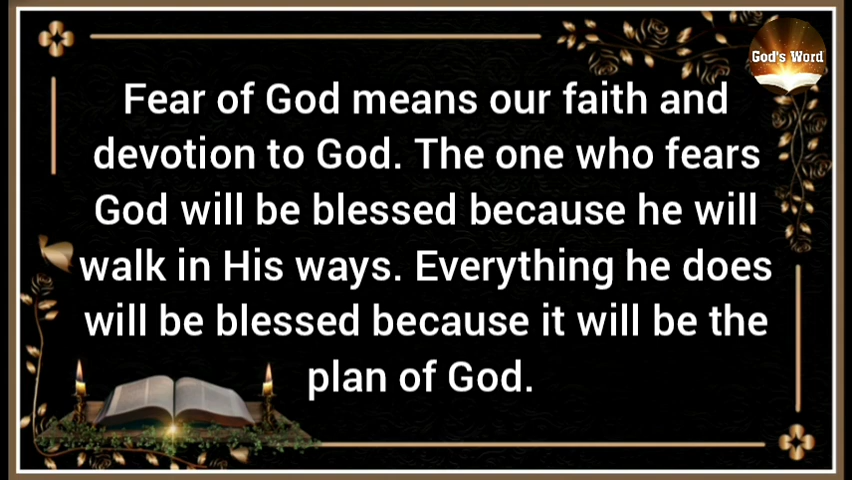 God's Word
Fear of God means our faith and
devotion to God. The one who fears
God will be blessed because he will
walk in His ways. Everything he does
will be blessed because it will be the
plan of God.